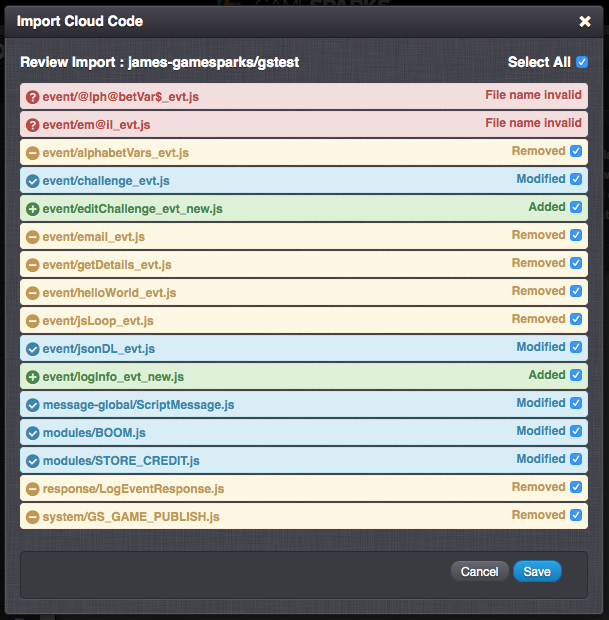 GAMESPARKS
Import Cloud Code
Review Import : james-gamesparks/gstest Select All
event/@lph@betVar$_evt.js File name invalid
event/em@il_evt.js File name invalid
event/alphabetVars_evt.js Removed
event/challenge_evt.js Modified
event/editChallenge_evt_new.js Added
event/email_evt.js Removed
event/getDetails_evt.js Removed
event/helloWorld_evt.js Removed
event/jsLoop_evt.js Removed
event/jsonDL_evt.js Modified
event/logInfo_evt_new.js Added
message-global/ScriptMessage.js Modified
modules/BOOM.js Modified
modules/STORE_CREDIT.js Modified
response/LogEventResponse.js Removed
system/GS_GAME_PUBLISH.js Removed
Cancel Save